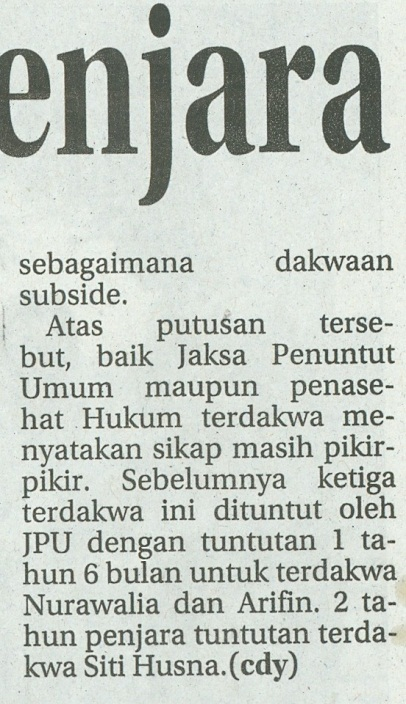 enjara
sebagaimana dakwaan
subside.
Atas putusan terse-
but, baik Jaksa Penuntut
Umum maupun penase-
hat Hukum terdakwa me-
nyatakan sikap masih pikir-
pikir. Sebelumnya ketiga
terdakwa ini dituntut oleh
JPU dengan tuntutan 1 ta-
hun 6 bulan untuk terdakwa
Nurawalia dan Arifin. 2 ta-
hun penjara tuntutan terda-
kwa Siti Husna.(cdy)